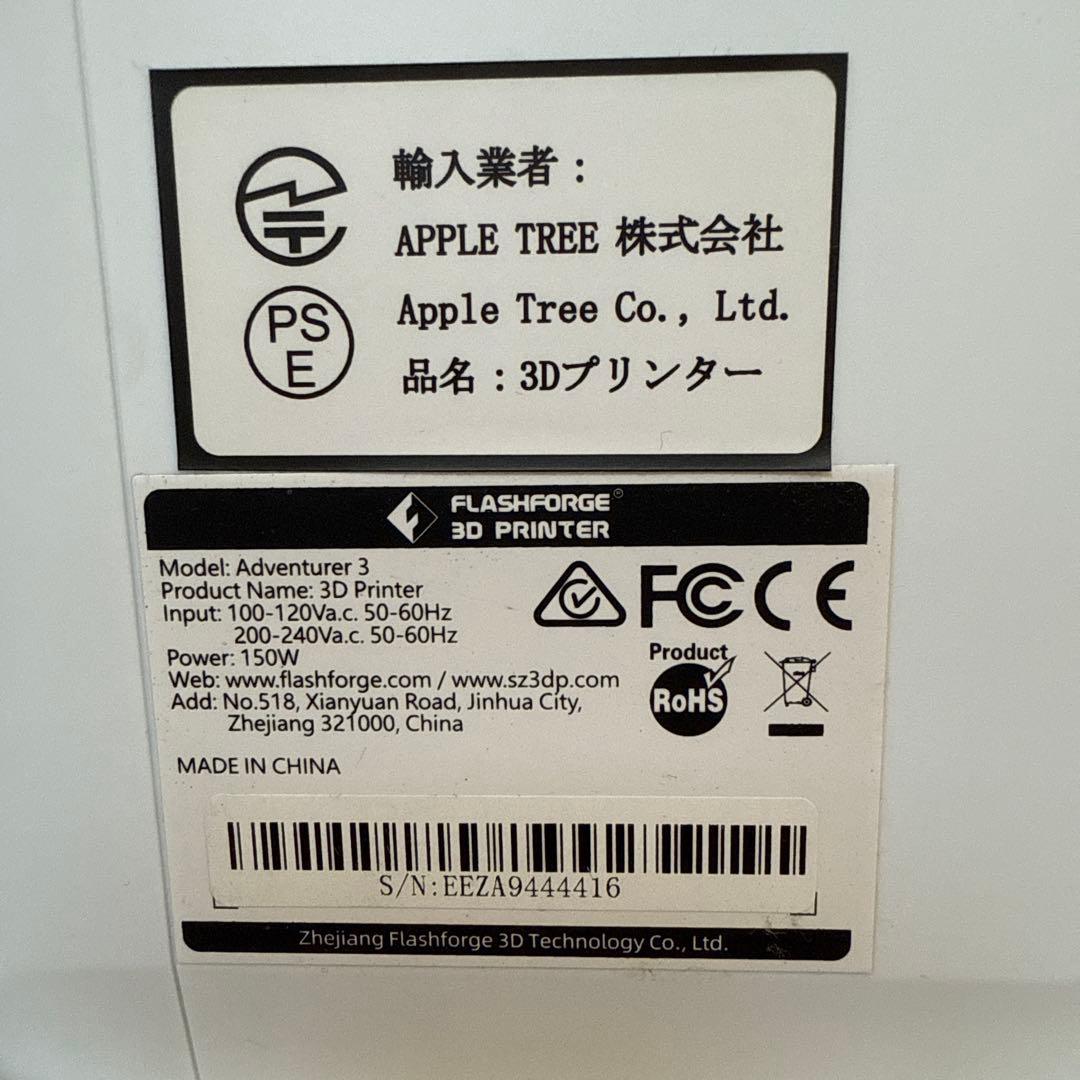 輸入業者：
APPLE TREE 株式会社
Apple Tree Co., Ltd.
品名：3Dプリンター
PS
E
FLASHFORGE®
3D PRINTER
Model: Adventurer 3
Product Name: 3D Printer
Input: 100-120Va.c. 50-60Hz
200-240Va.c. 50-60Hz
Power: 150W
Web: www.flashforge.com / www.sz3dp.com
Add: No.518, Xianyuan Road, Jinhua City,
Zhejiang 321000, China
MADE IN CHINA
FC CE
Product
RoHS
S/N:EEZA9444416
Zhejiang Flashforge 3D Technology Co., Ltd.